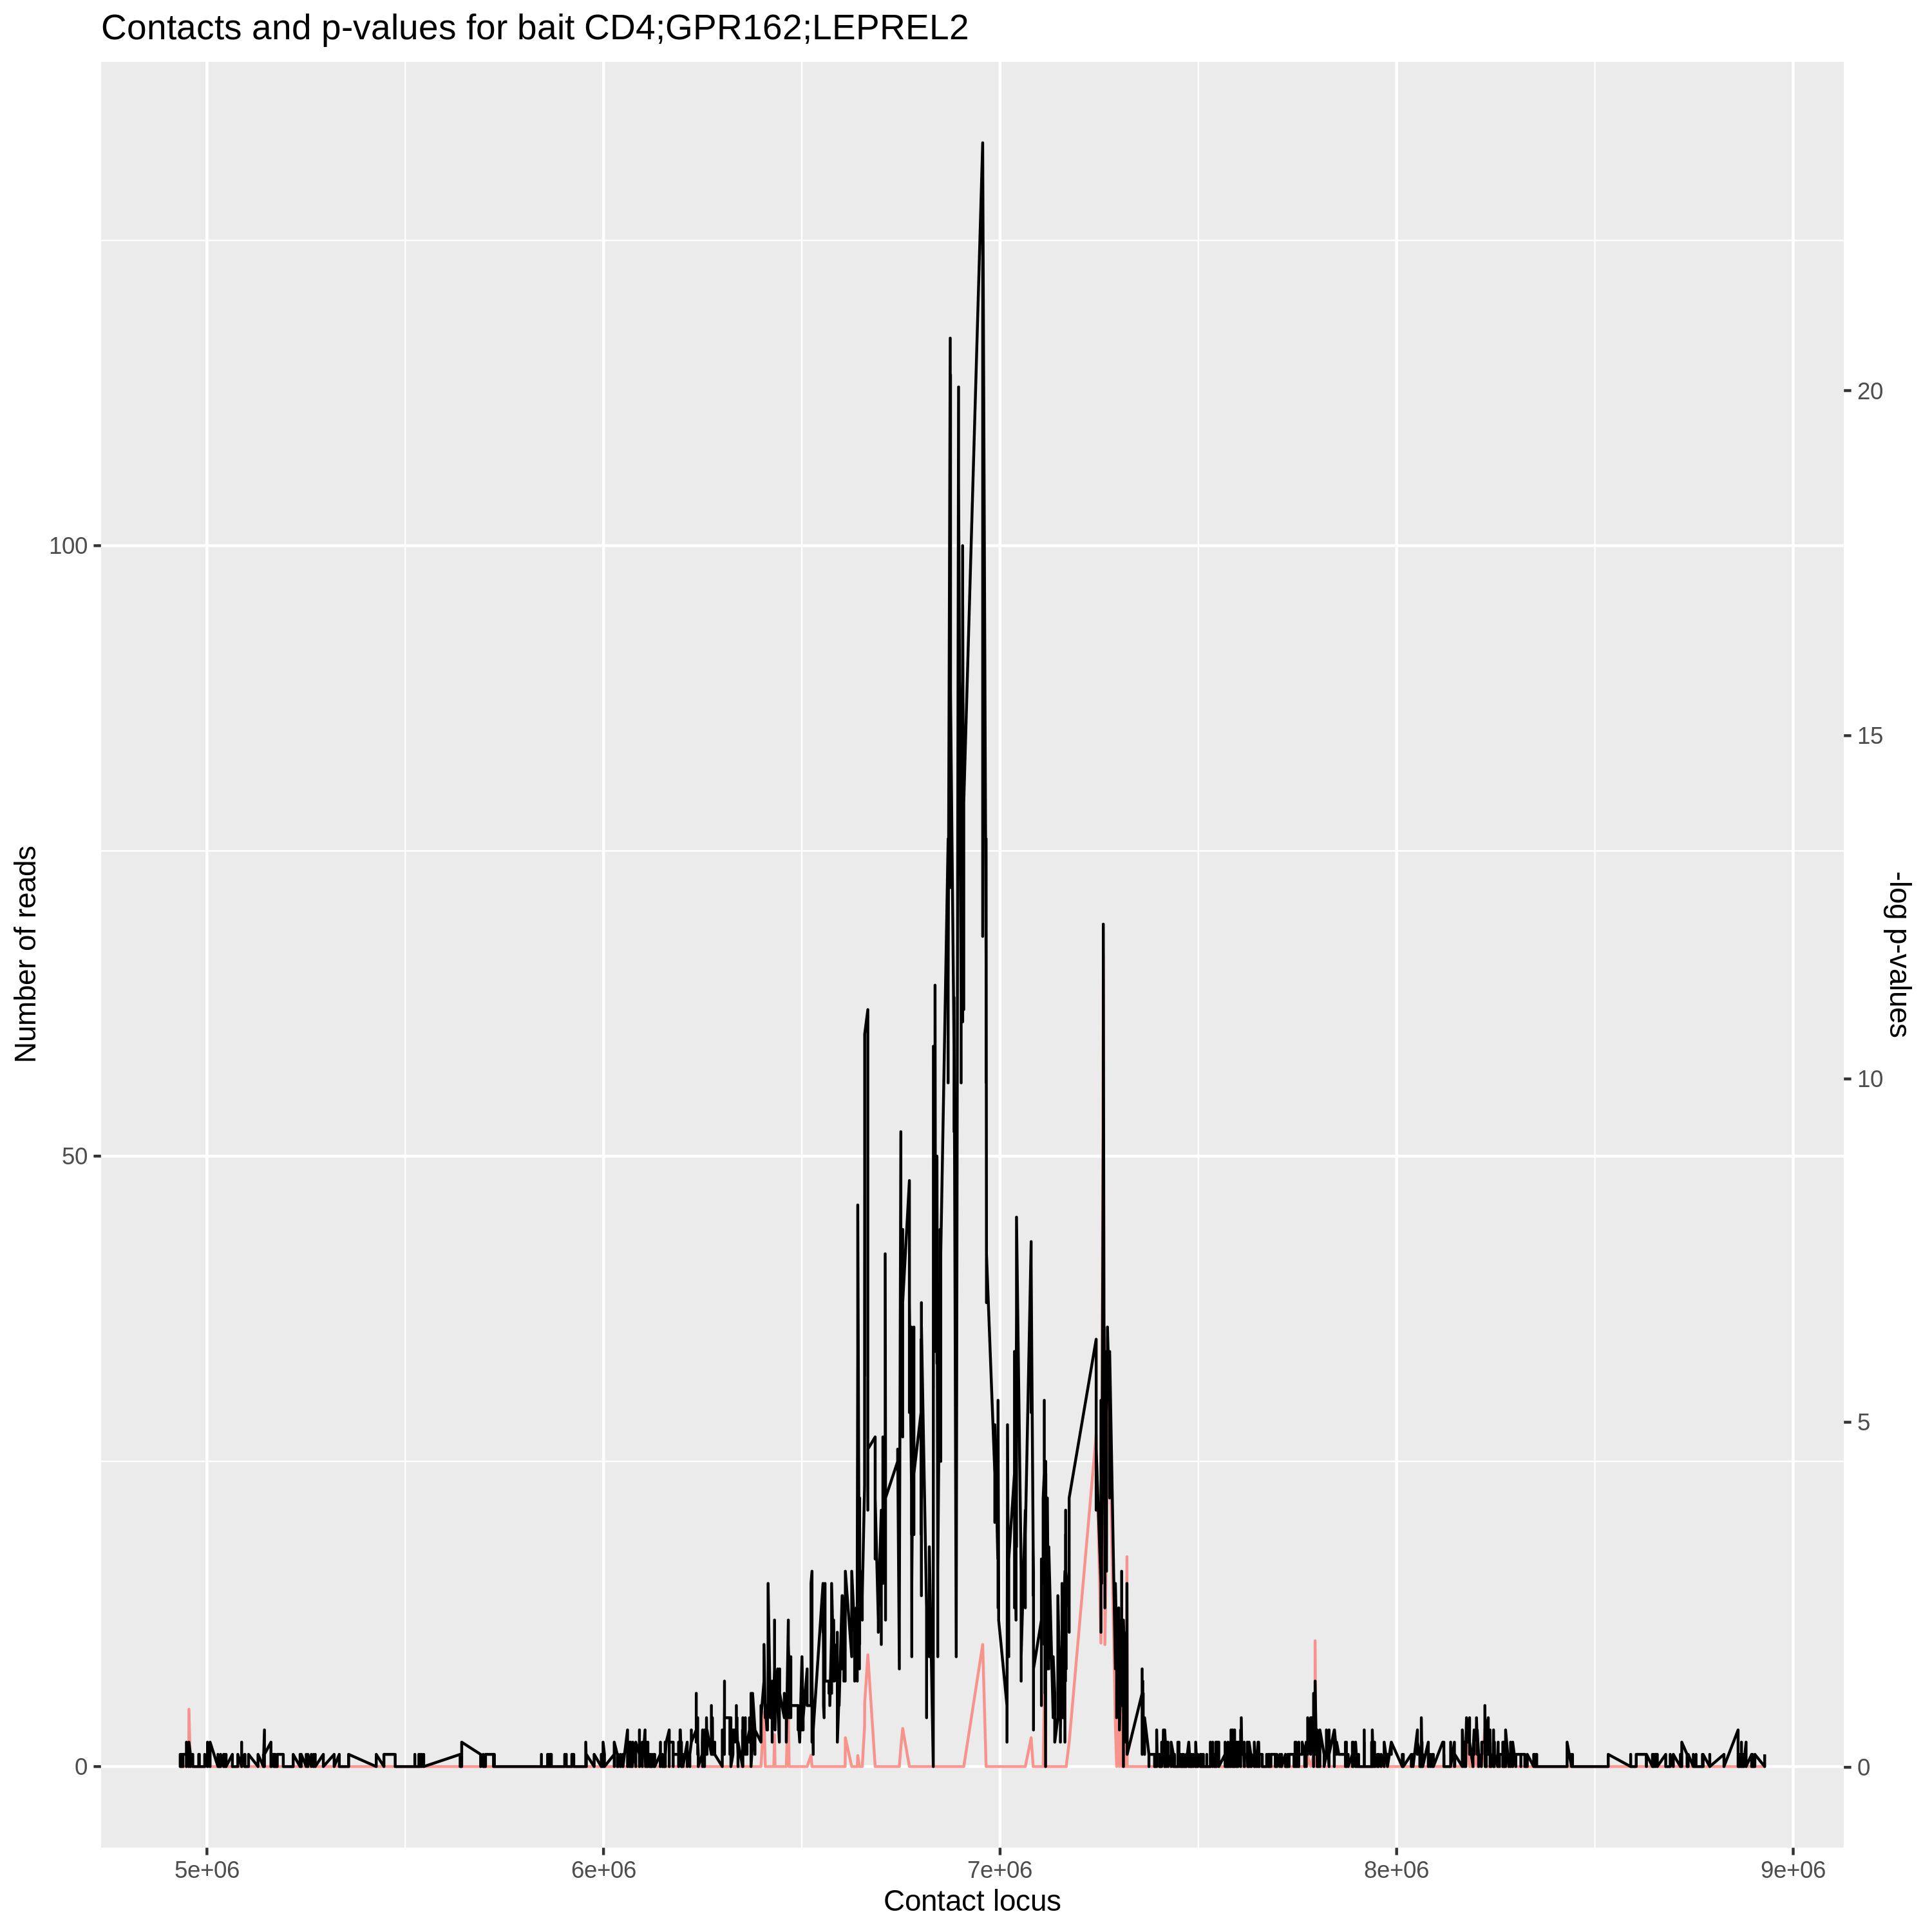 Contacts and p-values for bait CD4;GPR162;LEPREL2
Number of reads
100
50
0
20
15
10
5
0
-log p-values
5e+06 6e+06 7e+06 8e+06 9e+06
Contact locus